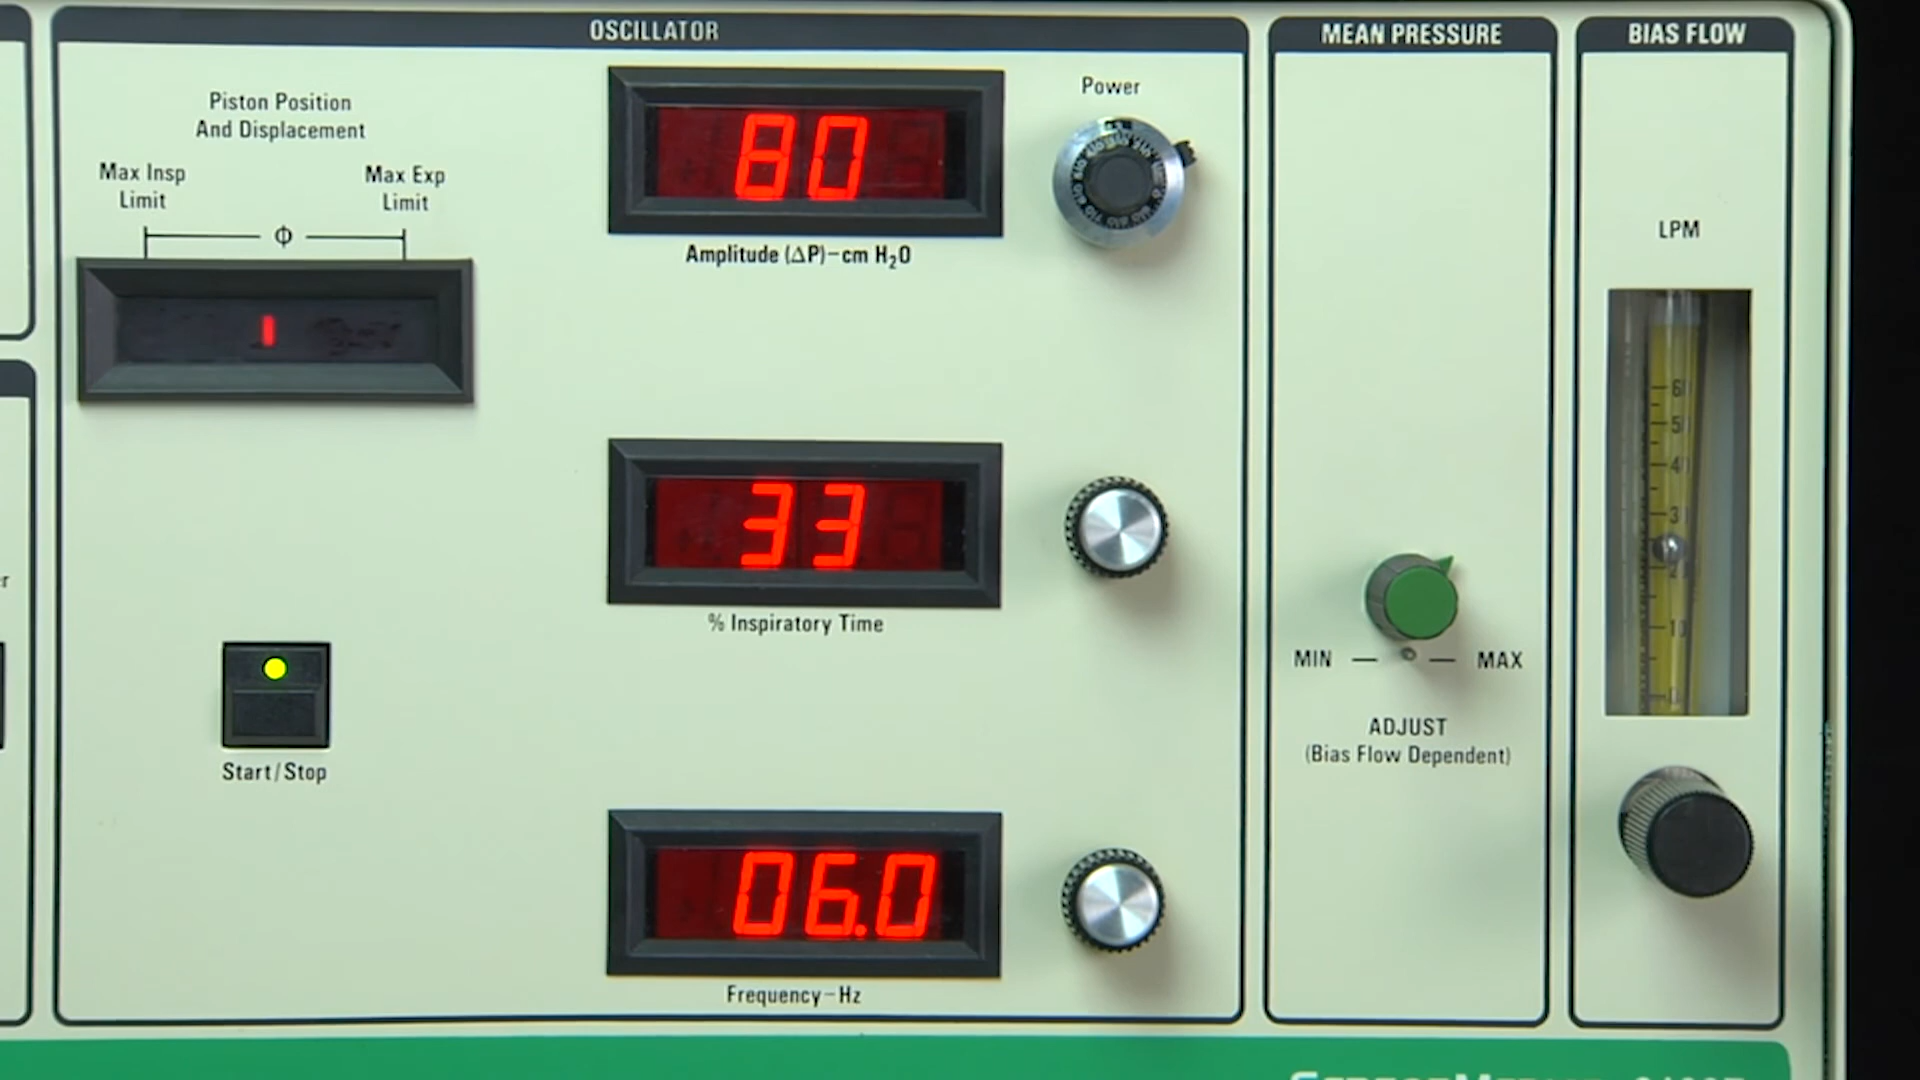 OSCILLATOR
Piston Position
And Displacement
Max Insp
Limit
Max Exp
Limit
Φ
80
Amplitude (ΔP)–cm H₂O
Power
33
% Inspiratory Time
Start/Stop
06.0
Frequency–Hz
MEAN PRESSURE
MIN — — MAX
ADJUST
(Bias Flow Dependent)
BIAS FLOW
LPM